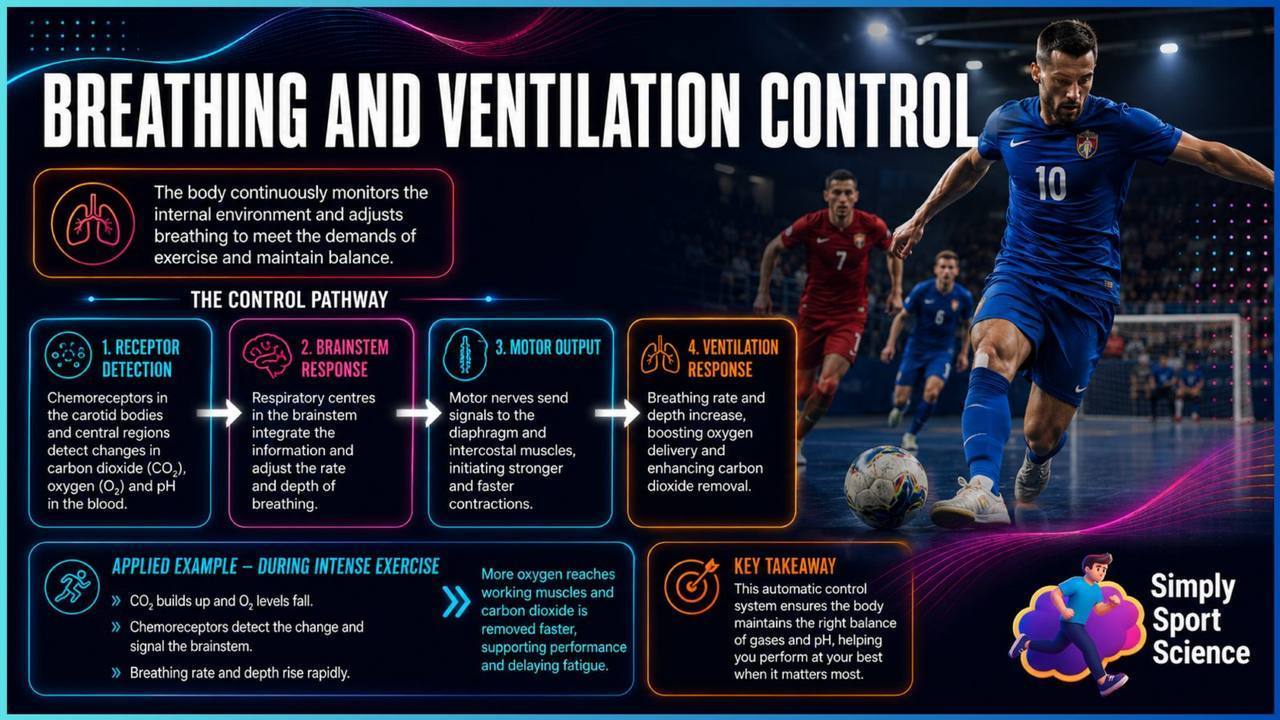 BREATHING AND VENTILATION CONTROL
The body continuously monitors the
internal environment and adjusts
breathing to meet the demands of
exercise and maintain balance.
THE CONTROL PATHWAY
1. RECEPTOR
DETECTION
Chemoreceptors in
the carotid bodies
and central regions
detect changes in
carbon dioxide (CO₂),
oxygen (O₂) and pH
in the blood.
2. BRAINSTEM
RESPONSE
Respiratory centres
in the brainstem
integrate the
information and
adjust the rate
and depth of
breathing.
3. MOTOR OUTPUT
Motor nerves send
signals to the
diaphragm and
intercostal muscles,
initiating stronger
and faster
contractions.
4. VENTILATION
RESPONSE
Breathing rate and
depth increase,
boosting oxygen
delivery and
enhancing carbon
dioxide removal.
10
7
6
APPLIED EXAMPLE – DURING INTENSE EXERCISE
» CO₂ builds up and O₂ levels fall.
» Chemoreceptors detect the change and
signal the brainstem.
» Breathing rate and depth rise rapidly.
More oxygen reaches
working muscles and
carbon dioxide is
removed faster,
supporting performance
and delaying fatigue.
KEY TAKEAWAY
This automatic control
system ensures the body
maintains the right balance
of gases and pH, helping
you perform at your best
when it matters most.
Simply
Sport
Science